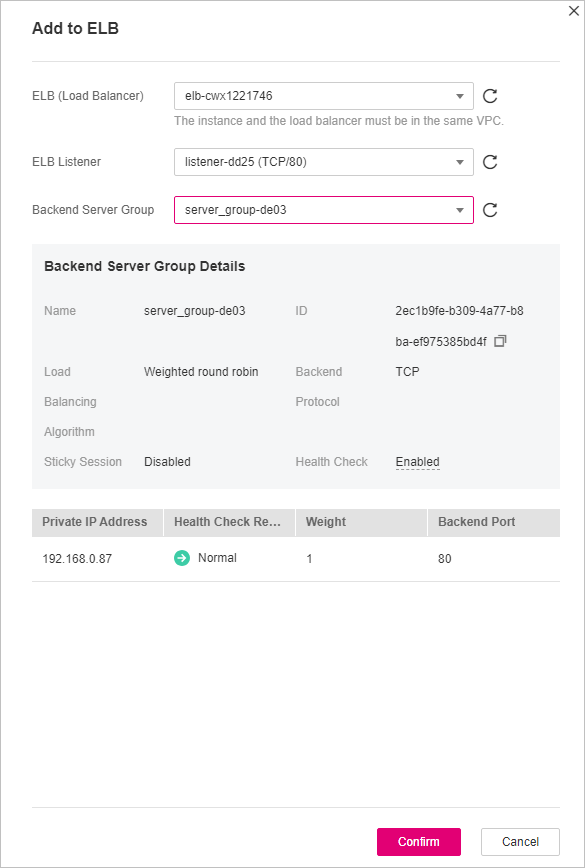 Add to ELB
ELB (Load Balancer)
elb-cwx1221746
The instance and the load balancer must be in the same VPC.
ELB Listener
listener-dd25 (TCP/80)
Backend Server Group
server_group-de03
Backend Server Group Details
Name
server_group-de03
ID
2ec1b9fe-b309-4a77-b8
ba-ef975385bd4f
Load
Balancing
Algorithm
Weighted round robin
Backend
Protocol
TCP
Sticky Session
Disabled
Health Check
Enabled
Private IP Address
Health Check Re...
Weight
Backend Port
192.168.0.87
Normal
1
80
Confirm
Cancel